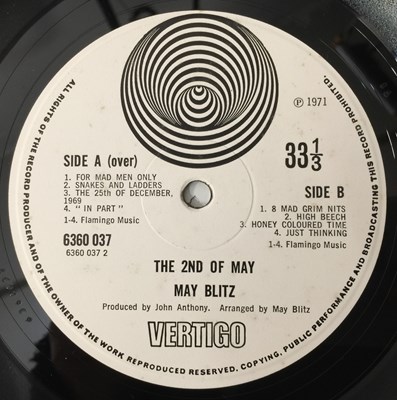 ALL RIGHTS OF THE RECORD PRODUCER AND OF THE OWNER OF THE WORK REPRODUCED RESERVED. COPYING, PUBLIC PERFORMANCE AND BROADCASTING THIS RECORD PROHIBITED.
℗ 1971
SIDE A (over)
1. FOR MAD MEN ONLY
2. SNAKES AND LADDERS
3. THE 25th OF DECEMBER,
1969
4. “ IN PART ”
1-4. Flamingo Music
6360 037
6360 037 2
33 1/3
SIDE B
1. 8 MAD GRIM NITS
2. HIGH BEECH
3. HONEY COLOURED TIME
4. JUST THINKING
1-4. Flamingo Music
THE 2ND OF MAY
MAY BLITZ
Produced by John Anthony. Arranged by May Blitz
VERTIGO